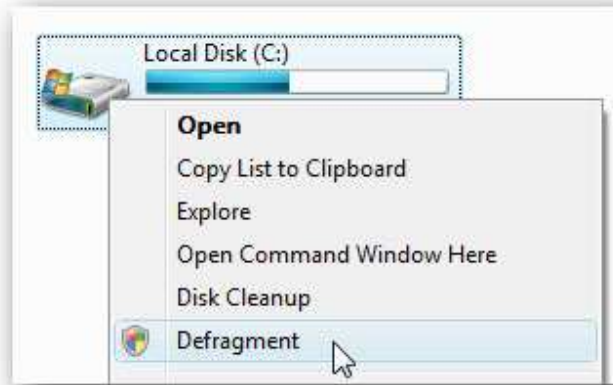 Local Disk (C:)
Open
Copy List to Clipboard
Explore
Open Command Window Here
Disk Cleanup
Defragment